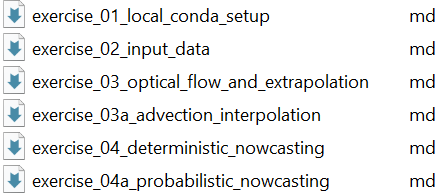 exercise_01_local_conda_setup md
exercise_02_input_data md
exercise_03_optical_flow_and_extrapolation md
exercise_03a_advection_interpolation md
exercise_04_deterministic_nowcasting md
exercise_04a_probabilistic_nowcasting md